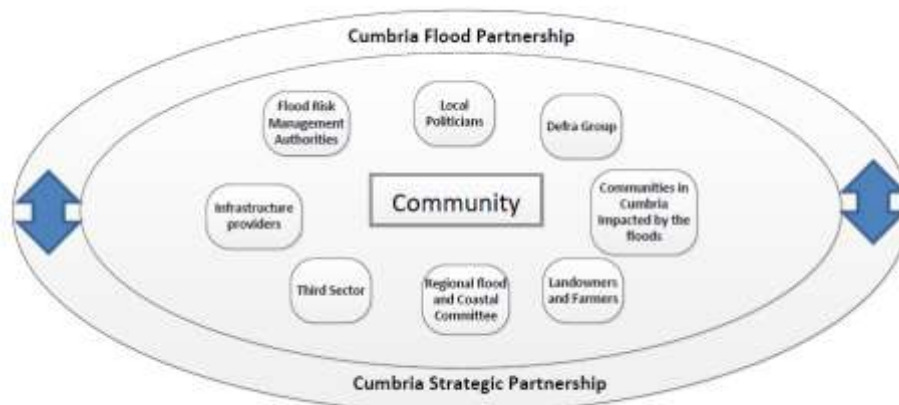 Cumbria Flood Partnership
Flood Risk
Management
Authorities
Local
Politicians
Defra Group
Infrastructure
providers
Community
Communities in
Cumbria
Impacted by the
floods
Third Sector
Regional flood
and Coastal
Committee
Landowners
and Farmers
Cumbria Strategic Partnership